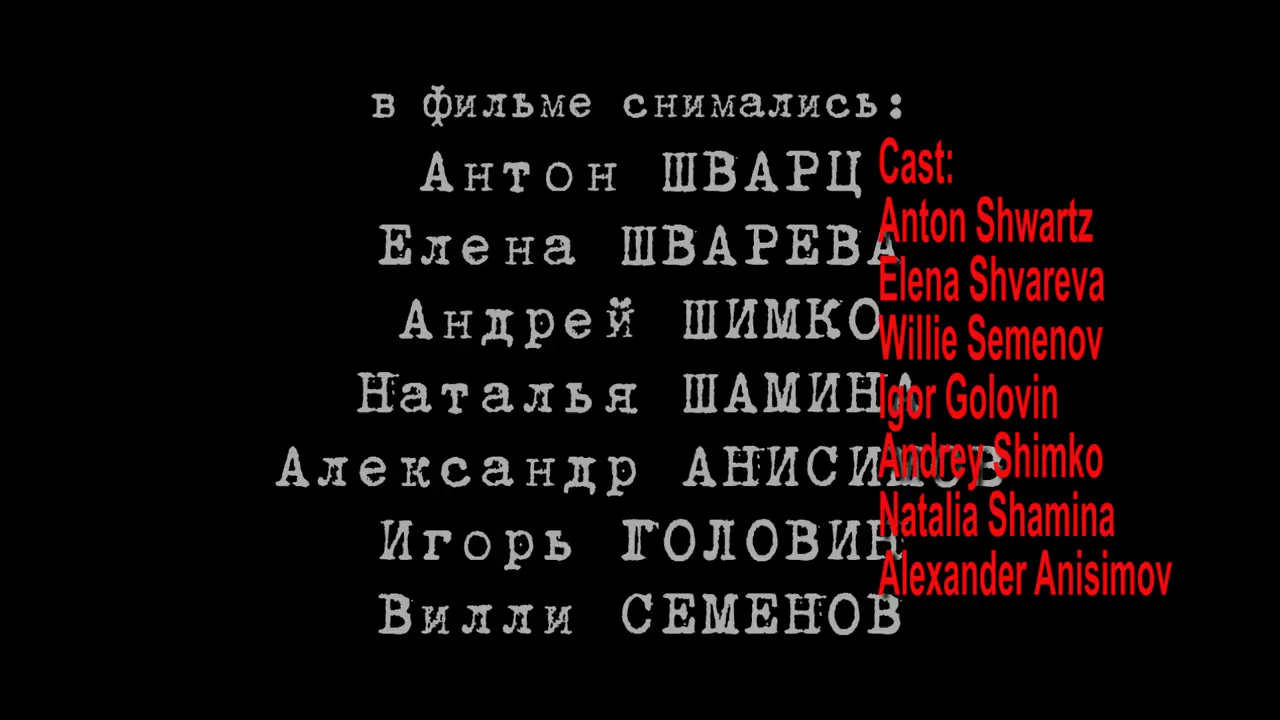 в фильме снимались:
Антон ШВАРЦ
Елена ШВАРЕВА
Андрей ШИМКО
Наталья ШАМИНА
Александр АНИСИМОВ
Игорь ГОЛОВИН
Вилли СЕМЕНОВ
Cast:
Anton Shwartz
Elena Shvareva
Willie Semenov
Igor Golovin
Andrey Shimko
Natalia Shamina
Alexander Anisimov